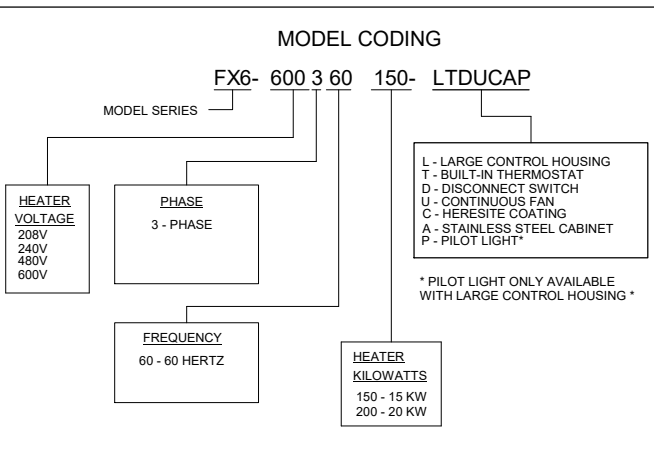 MODEL CODING
FX6- 600 3 60 150- LTDUCAP
MODEL SERIES
HEATER
VOLTAGE
208V
240V
480V
600V
PHASE
3 - PHASE
FREQUENCY
60 - 60 HERTZ
HEATER
KILOWATTS
150 - 15 KW
200 - 20 KW
L - LARGE CONTROL HOUSING
T - BUILT-IN THERMOSTAT
D - DISCONNECT SWITCH
U - CONTINUOUS FAN
C - HERESITE COATING
A - STAINLESS STEEL CABINET
P - PILOT LIGHT*
* PILOT LIGHT ONLY AVAILABLE
WITH LARGE CONTROL HOUSING *